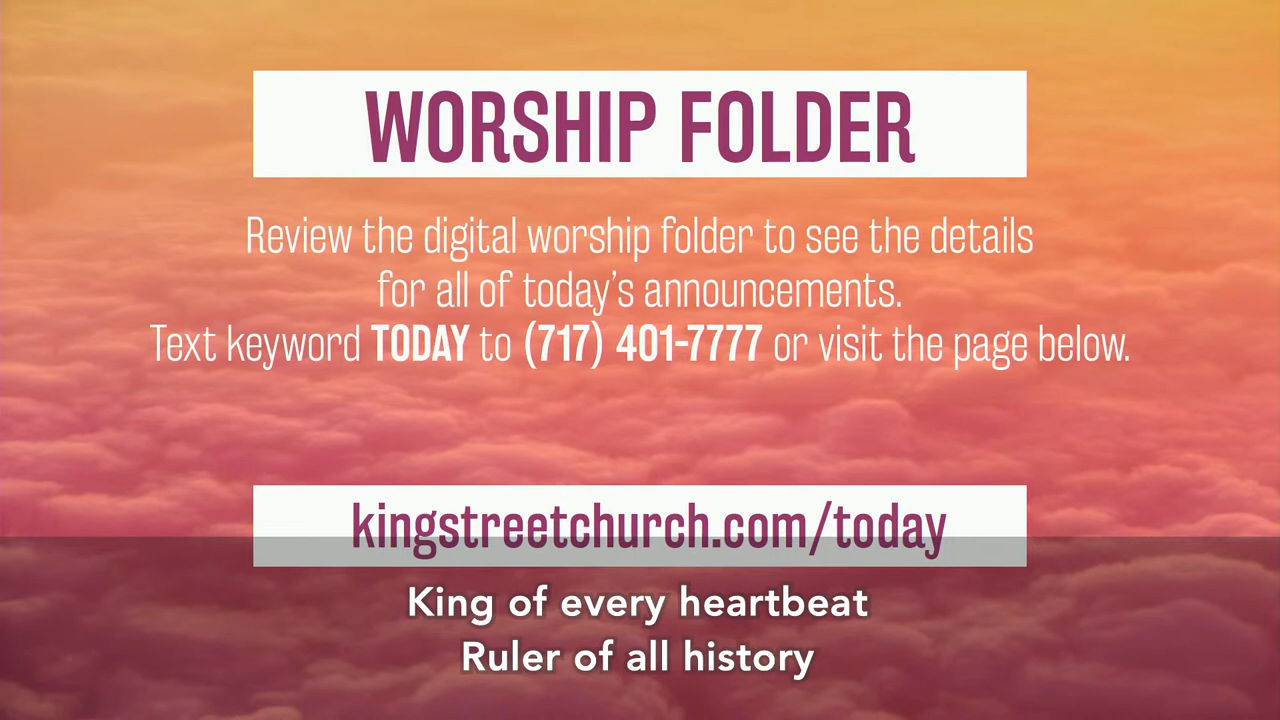 WORSHIP FOLDER
Review the digital worship folder to see the details
for all of today's announcements.
Text keyword TODAY to (717) 401-7777 or visit the page below.
kingstreetchurch.com/today
King of every heartbeat
Ruler of all history